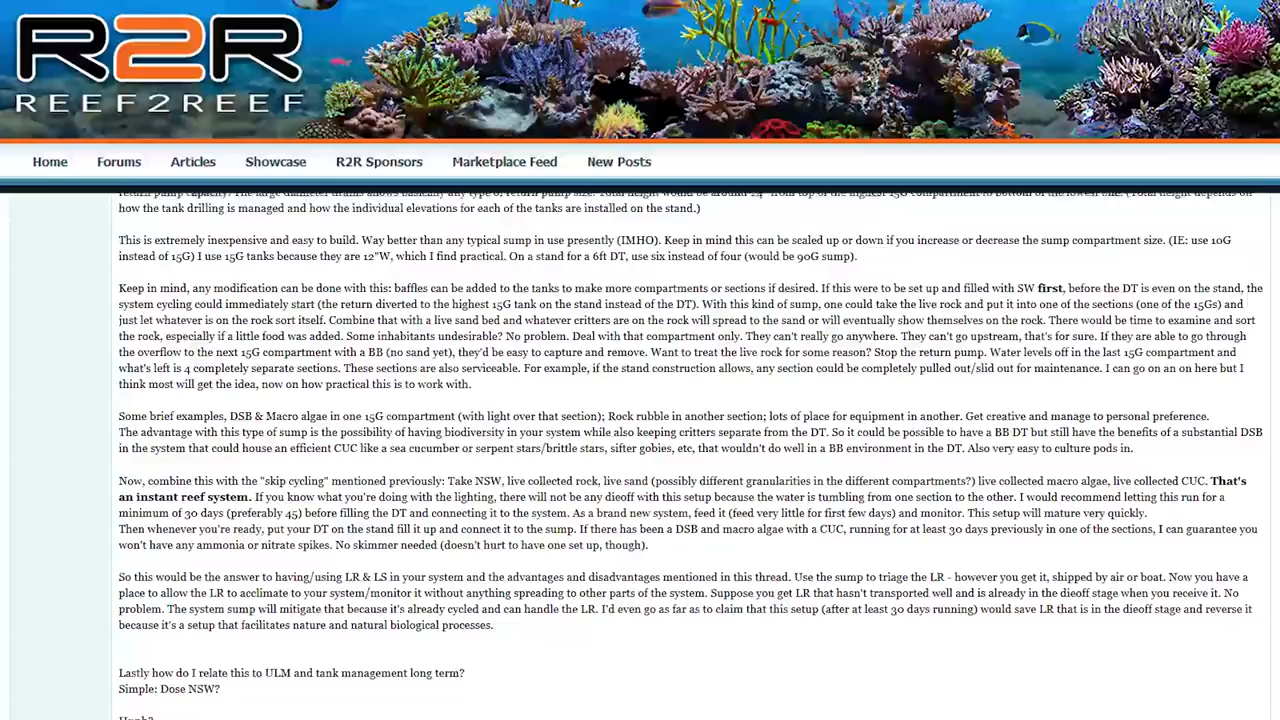 R2R
REEF2REEF
Home Forums Articles Showcase R2R Sponsors Marketplace Feed New Posts
return pump capacity. The large diameter drains allows basically any type of return pump size. Total height would be around 24" from top of the highest 15G compartment to bottom of the lowest one. (Total height depends on
how the tank drilling is managed and how the individual elevations for each of the tanks are installed on the stand.)
This is extremely inexpensive and easy to build. Way better than any typical sump in use presently (IMHO). Keep in mind this can be scaled up or down if you increase or decrease the sump compartment size. (IE: use 10G
instead of 15G) I use 15G tanks because they are 12"W, which I find practical. On a stand for a 6ft DT, use six instead of four (would be 90G sump).
Keep in mind, any modification can be done with this: baffles can be added to the tanks to make more compartments or sections if desired. If this were to be set up and filled with SW first, before the DT is even on the stand, the
system cycling could immediately start (the return diverted to the highest 15G tank on the stand instead of the DT). With this kind of sump, one could take the live rock and put it into one of the sections (one of the 15Gs) and
just let whatever is on the rock sort itself. Combine that with a live sand bed and whatever critters are on the rock will spread to the sand or will eventually show themselves on the rock. There would be time to examine and sort
the rock, especially if a little food was added. Some inhabitants undesirable? No problem. Deal with that compartment only. They can't really go anywhere. They can't go upstream, that's for sure. If they are able to go through
the overflow to the next 15G compartment with a BB (no sand yet), they'd be easy to capture and remove. Want to treat the live rock for some reason? Stop the return pump. Water levels off in the last 15G compartment and
what's left is 4 completely separate sections. These sections are also serviceable. For example, if the stand construction allows, any section could be completely pulled out/slid out for maintenance. I can go on an on here but I
think most will get the idea, now on how practical this is to work with.
Some brief examples, DSB & Macro algae in one 15G compartment (with light over that section); Rock rubble in another section; lots of place for equipment in another. Get creative and manage to personal preference.
The advantage with this type of sump is the possibility of having biodiversity in your system while also keeping critters separate from the DT. So it could be possible to have a BB DT but still have the benefits of a substantial DSB
in the system that could house an efficient CUC like a sea cucumber or serpent stars/brittle stars, sifter gobies, etc, that wouldn't do well in a BB environment in the DT. Also very easy to culture pods in.
Now, combine this with the "skip cycling" mentioned previously: Take NSW, live collected rock, live sand (possibly different granularities in the different compartments?) live collected macro algae, live collected CUC. That's
an instant reef system. If you know what you're doing with the lighting, there will not be any dieoff with this setup because the water is tumbling from one section to the other. I would recommend letting this run for a
minimum of 30 days (preferably 45) before filling the DT and connecting it to the system. As a brand new system, feed it (feed very little for first few days) and monitor. This setup will mature very quickly.
Then whenever you're ready, put your DT on the stand fill it up and connect it to the sump. If there has been a DSB and macro algae with a CUC, running for at least 30 days previously in one of the sections, I can guarantee you
won't have any ammonia or nitrate spikes. No skimmer needed (doesn't hurt to have one set up, though).
So this would be the answer to having/using LR & LS in your system and the advantages and disadvantages mentioned in this thread. Use the sump to triage the LR - however you get it, shipped by air or boat. Now you have a
place to allow the LR to acclimate to your system/monitor it without anything spreading to other parts of the system. Suppose you get LR that hasn't transported well and is already in the dieoff stage when you receive it. No
problem. The system sump will mitigate that because it's already cycled and can handle the LR. I'd even go as far as to claim that this setup (after at least 30 days running) would save LR that is in the dieoff stage and reverse it
because it's a setup that facilitates nature and natural biological processes.
Lastly how do I relate this to ULM and tank management long term?
Simple: Dose NSW?